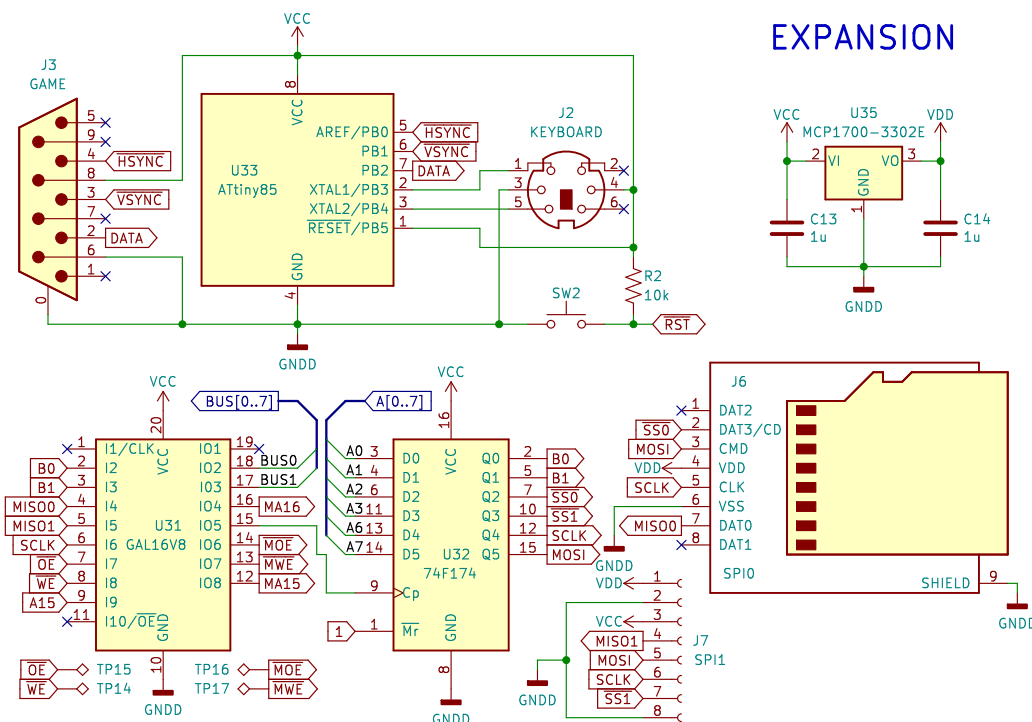 EXPANSION
VCC
J3
GAME
5
9
4
HSYNC
8
3
VSYNC
7
2
DATA
6
1
0
8
VCC
U33
ATtiny85
AREF/PB0
5
HSYNC
PB1
6
VSYNC
PB2
7
DATA
XTAL1/PB3
2
XTAL2/PB4
3
RESET/PB5
1
GND
4
GNDD
J2
KEYBOARD
1
2
3
4
5
6
R2
10k
SW2
RST
VCC
U35
MCP1700-3302E
VDD
2
VI
VO
3
GND
1
C13
1u
C14
1u
GNDD
VCC
20
BUS[0..7]
1
I1/CLK
IO1
19
B0
2
I2
IO2
18
BUS0
B1
3
I3
IO3
17
BUS1
MISO0
4
I4
IO4
16
MA16
MISO1
5
I5
IO5
15
U31
GAL16V8
SCLK
6
I6
IO6
14
MOE
OE
7
I7
IO7
13
MWE
WE
8
I8
IO8
12
MA15
A15
9
I9
11
I10/OE
VCC
GND
10
GNDD
OE
TP15
WE
TP14
TP16
MOE
TP17
MWE
VCC
16
A[0..7]
VCC
A0
3
D0
Q0
2
B0
A1
4
D1
Q1
5
B1
A2
6
D2
Q2
7
SS0
A3
11
D3
Q3
10
SS1
A6
13
D4
Q4
12
SCLK
A7
14
D5
Q5
15
MOSI
U32
74F174
9
Cp
1
1
Mr
GND
8
GNDD
J6
1
DAT2
SS0
2
DAT3/CD
MOSI
3
CMD
VDD
4
VDD
SCLK
5
CLK
6
VSS
MISO0
7
DAT0
8
DAT1
GNDD
SPI0
SHIELD
9
GNDD
VDD
1
2
VCC
3
MISO1
4
MOSI
5
SCLK
6
SS1
7
8
J7
SPI1
GNDD